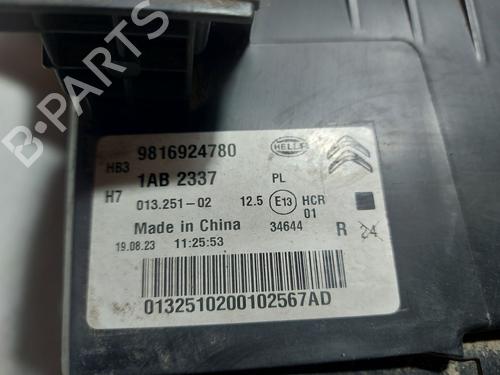 B-PARTS
HELLA
HB3 9816924780
H7 1AB 2337 PL
013.251-02 12.5 E13 HCR
01
Made in China 34644 R 24
19.08.23 11:25:53
0132510200102567AD